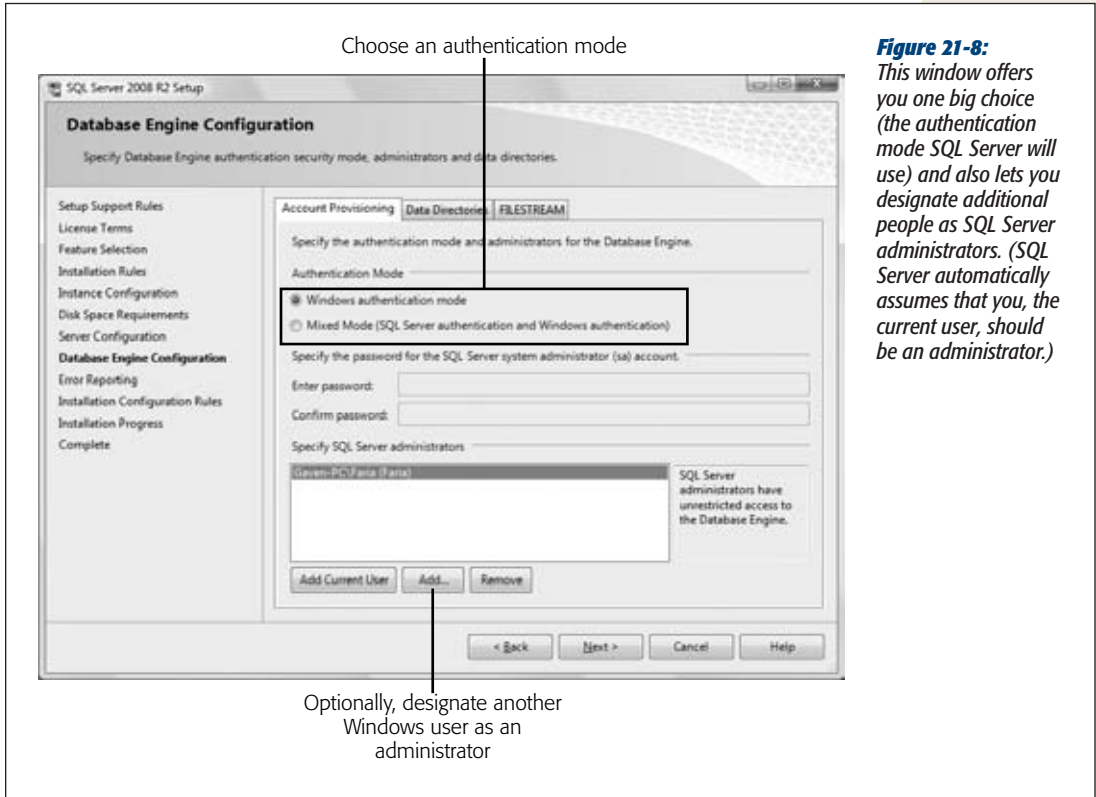 Choose an authentication mode
SQL Server 2008 R2 Setup
Database Engine Configuration
Specify Database Engine authentication security mode, administrators and data directories.
Setup Support Rules
License Terms
Feature Selection
Installation Rules
Instance Configuration
Disk Space Requirements
Server Configuration
Database Engine Configuration
Error Reporting
Installation Configuration Rules
Installation Progress
Complete
Account Provisioning
Data Directories
FILESTREAM
Specify the authentication mode and administrators for the Database Engine.
Authentication Mode
Windows authentication mode
Mixed Mode (SQL Server authentication and Windows authentication)
Specify the password for the SQL Server system administrator (sa) account.
Enter password:
Confirm password:
Specify SQL Server administrators
Gaven-PC\Faria (Faria)
SQL Server
administrators have
unrestricted access to
the Database Engine.
Add Current User
Add...
Remove
< Back
Next >
Cancel
Help
Optionally, designate another
Windows user as an
administrator
Figure 21-8:
This window offers
you one big choice
(the authentication
mode SQL Server will
use) and also lets you
designate additional
people as SQL Server
administrators. (SQL
Server automatically
assumes that you, the
current user, should
be an administrator.)